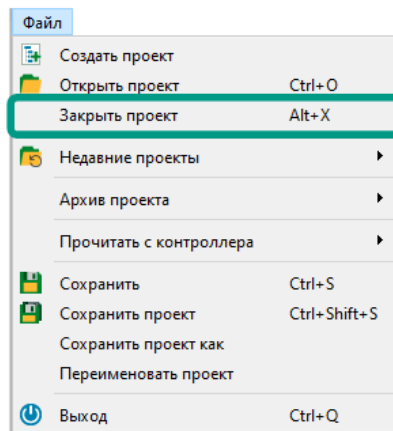 Файл
Создать проект
Открыть проект Ctrl+O
Закрыть проект Alt+X
Недавние проекты
Архив проекта
Прочитать с контроллера
Сохранить Ctrl+S
Сохранить проект Ctrl+Shift+S
Сохранить проект как
Переименовать проект
Выход Ctrl+Q